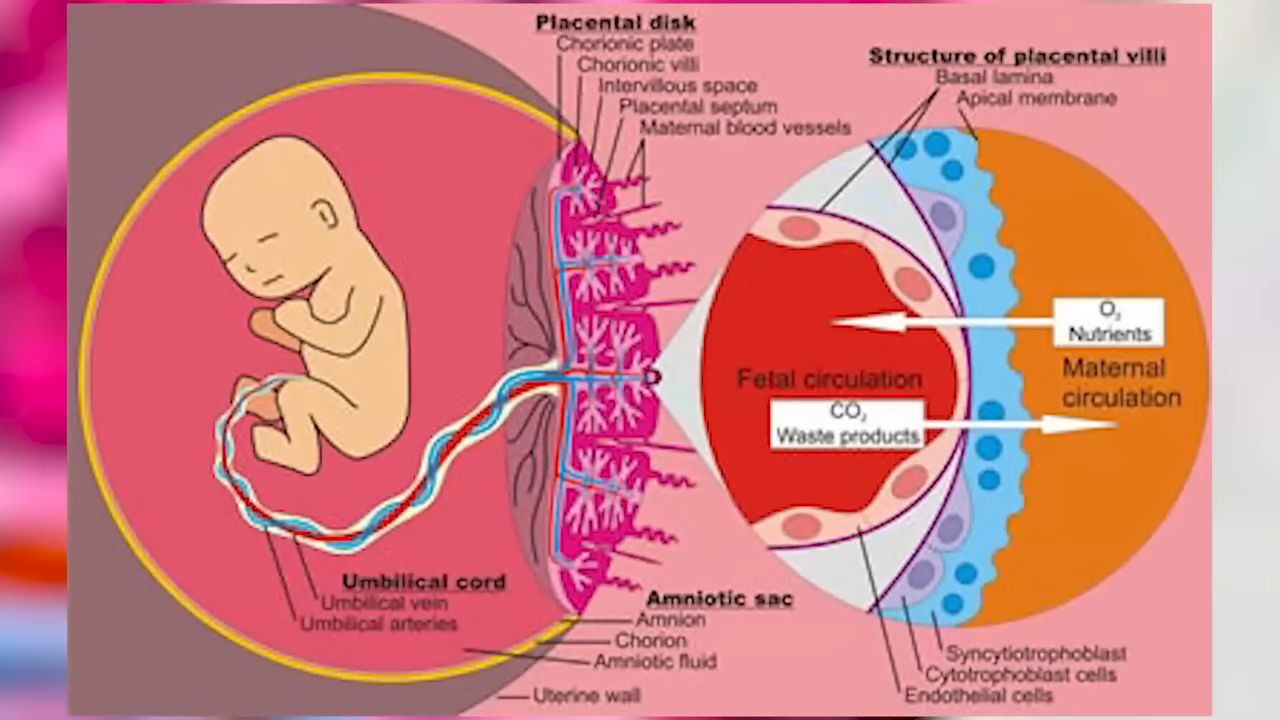 Placental disk
Chorionic plate
Chorionic villi
Intervillous space
Placental septum
Maternal blood vessels
Structure of placental villi
Basal lamina
Apical membrane
O₂
Nutrients
Maternal
circulation
Fetal circulation
CO₂
Waste products
D
Umbilical cord
Umbilical vein
Umbilical arteries
Amniotic sac
Amnion
Chorion
Amniotic fluid
Uterine wall
Syncytiotrophoblast
Cytotrophoblast cells
Endothelial cells